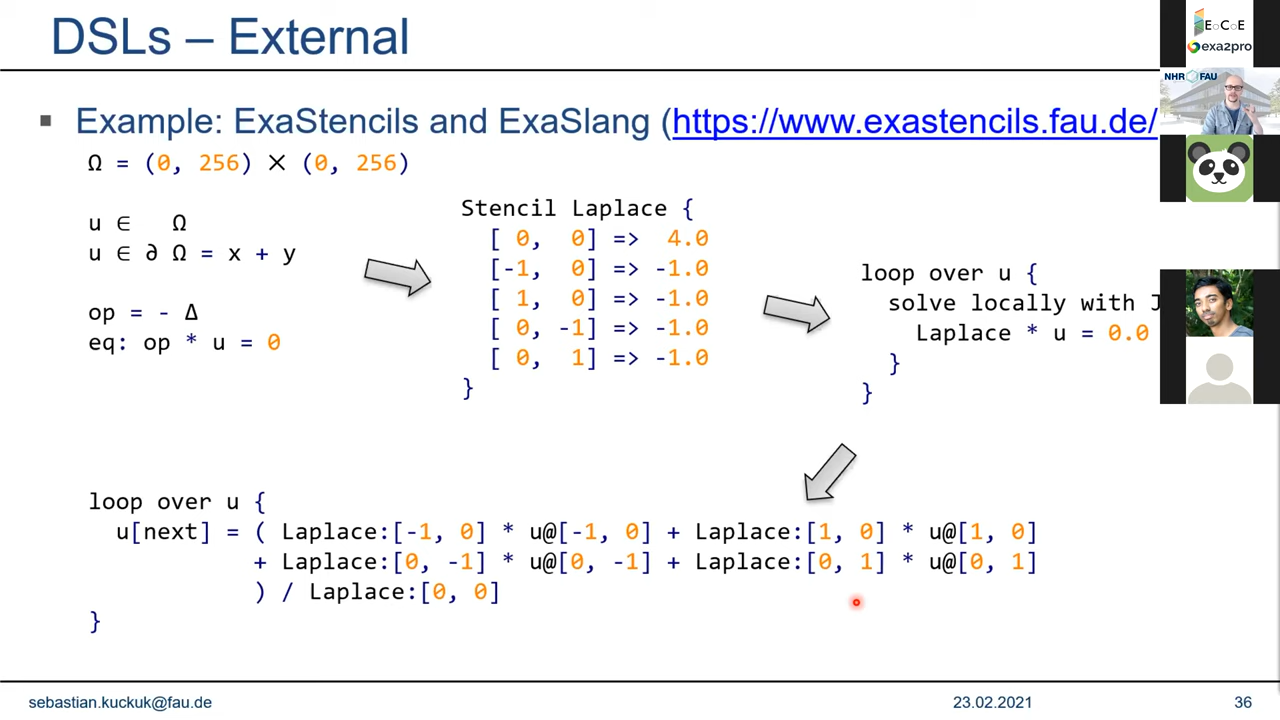 DSLs – External
▪ Example: ExaStencils and ExaSlang (https://www.exastencils.fau.de/
Ω = (0, 256) × (0, 256)
u ∈ Ω
u ∈ ∂ Ω = x + y
op = - Δ
eq: op * u = 0
Stencil Laplace {
[ 0, 0] => 4.0
[-1, 0] => -1.0
[ 1, 0] => -1.0
[ 0, -1] => -1.0
[ 0, 1] => -1.0
}
loop over u {
solve locally with J
Laplace * u = 0.0
}
}
loop over u {
u[next] = ( Laplace:[-1, 0] * u@[-1, 0] + Laplace:[1, 0] * u@[1, 0]
+ Laplace:[0, -1] * u@[0, -1] + Laplace:[0, 1] * u@[0, 1]
) / Laplace:[0, 0]
}
sebastian.kuckuk@fau.de
23.02.2021
36
EoCoE
exa2pro
NHR FAU